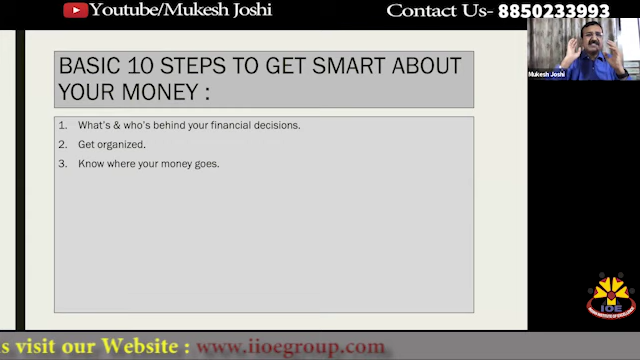 Youtube/Mukesh Joshi
Contact Us- 8850233993
BASIC 10 STEPS TO GET SMART ABOUT
YOUR MONEY :
1. What's & who's behind your financial decisions.
2. Get organized.
3. Know where your money goes.
Mukesh Joshi
IOE
s visit our Website : www.iioegroup.com